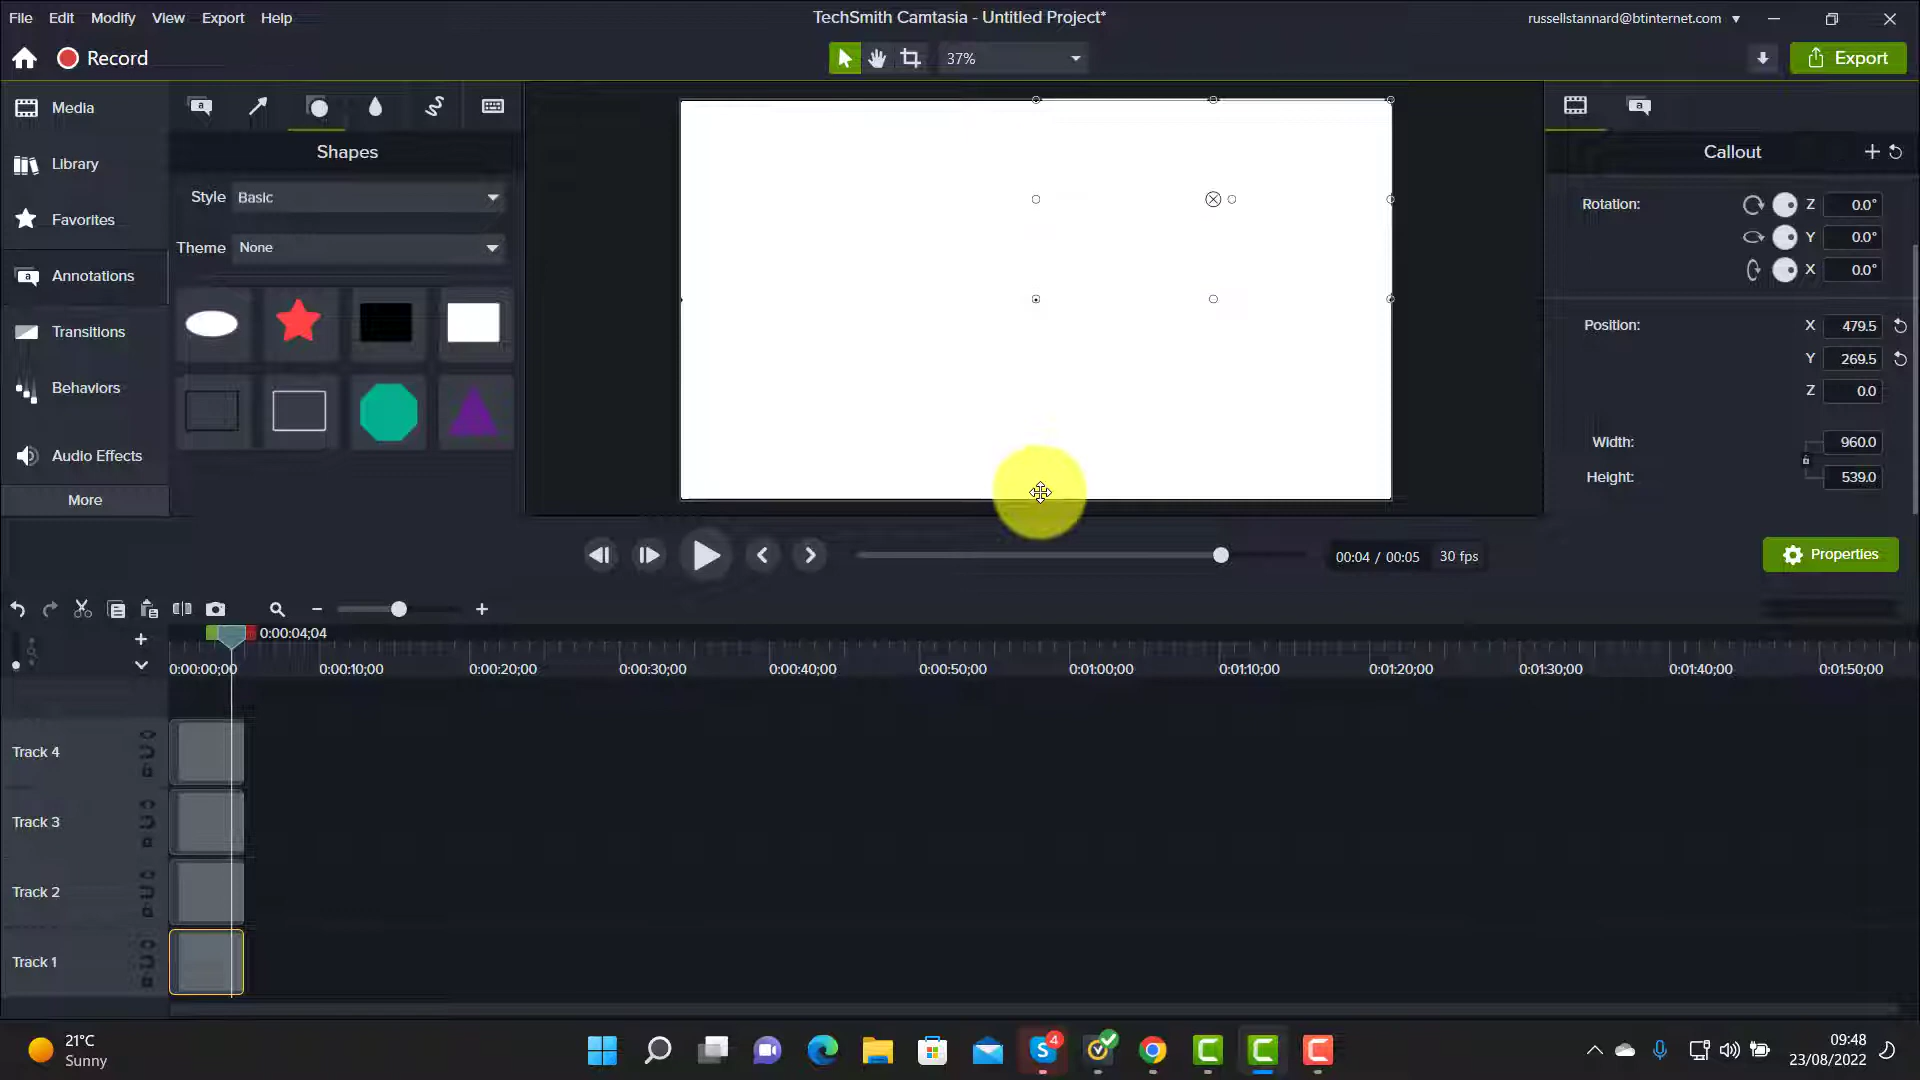 File Edit Modify View Export Help
TechSmith Camtasia - Untitled Project*
russellstannard@btinternet.com
Record
37%
Export
Media
Library
Favorites
Annotations
Transitions
Behaviors
Audio Effects
More
a
Shapes
Style Basic
Theme None
a
Callout
Rotation: Z 0.0°
Y 0.0°
X 0.0°
Position: X 479.5
Y 269.5
Z 0.0
Width: 960.0
Height: 539.0
00:04 / 00:05 30 fps
Properties
0:00:04;04
0:00:00;00 0:00:10;00 0:00:20;00 0:00:30;00 0:00:40;00 0:00:50;00 0:01:00;00 0:01:10;00 0:01:20;00 0:01:30;00 0:01:40;00 0:01:50;00
Track 4
Track 3
Track 2
Track 1
21°C
Sunny
4
09:48
23/08/2022